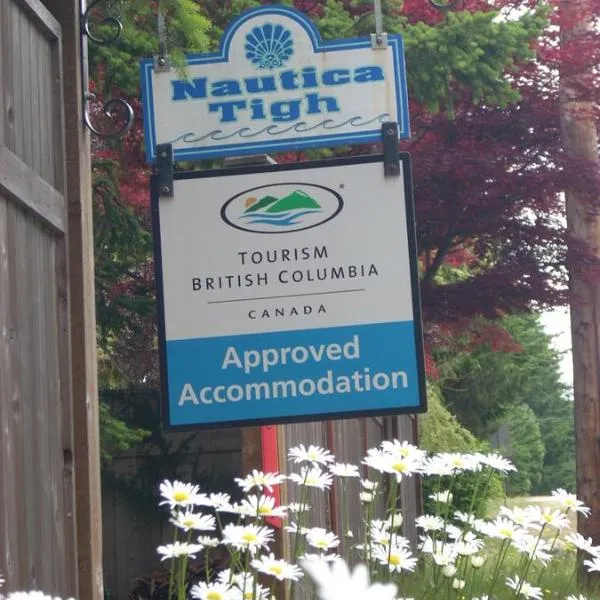 Nautica
Tigh
®
TOURISM
BRITISH COLUMBIA
CANADA
Approved
Accommodation